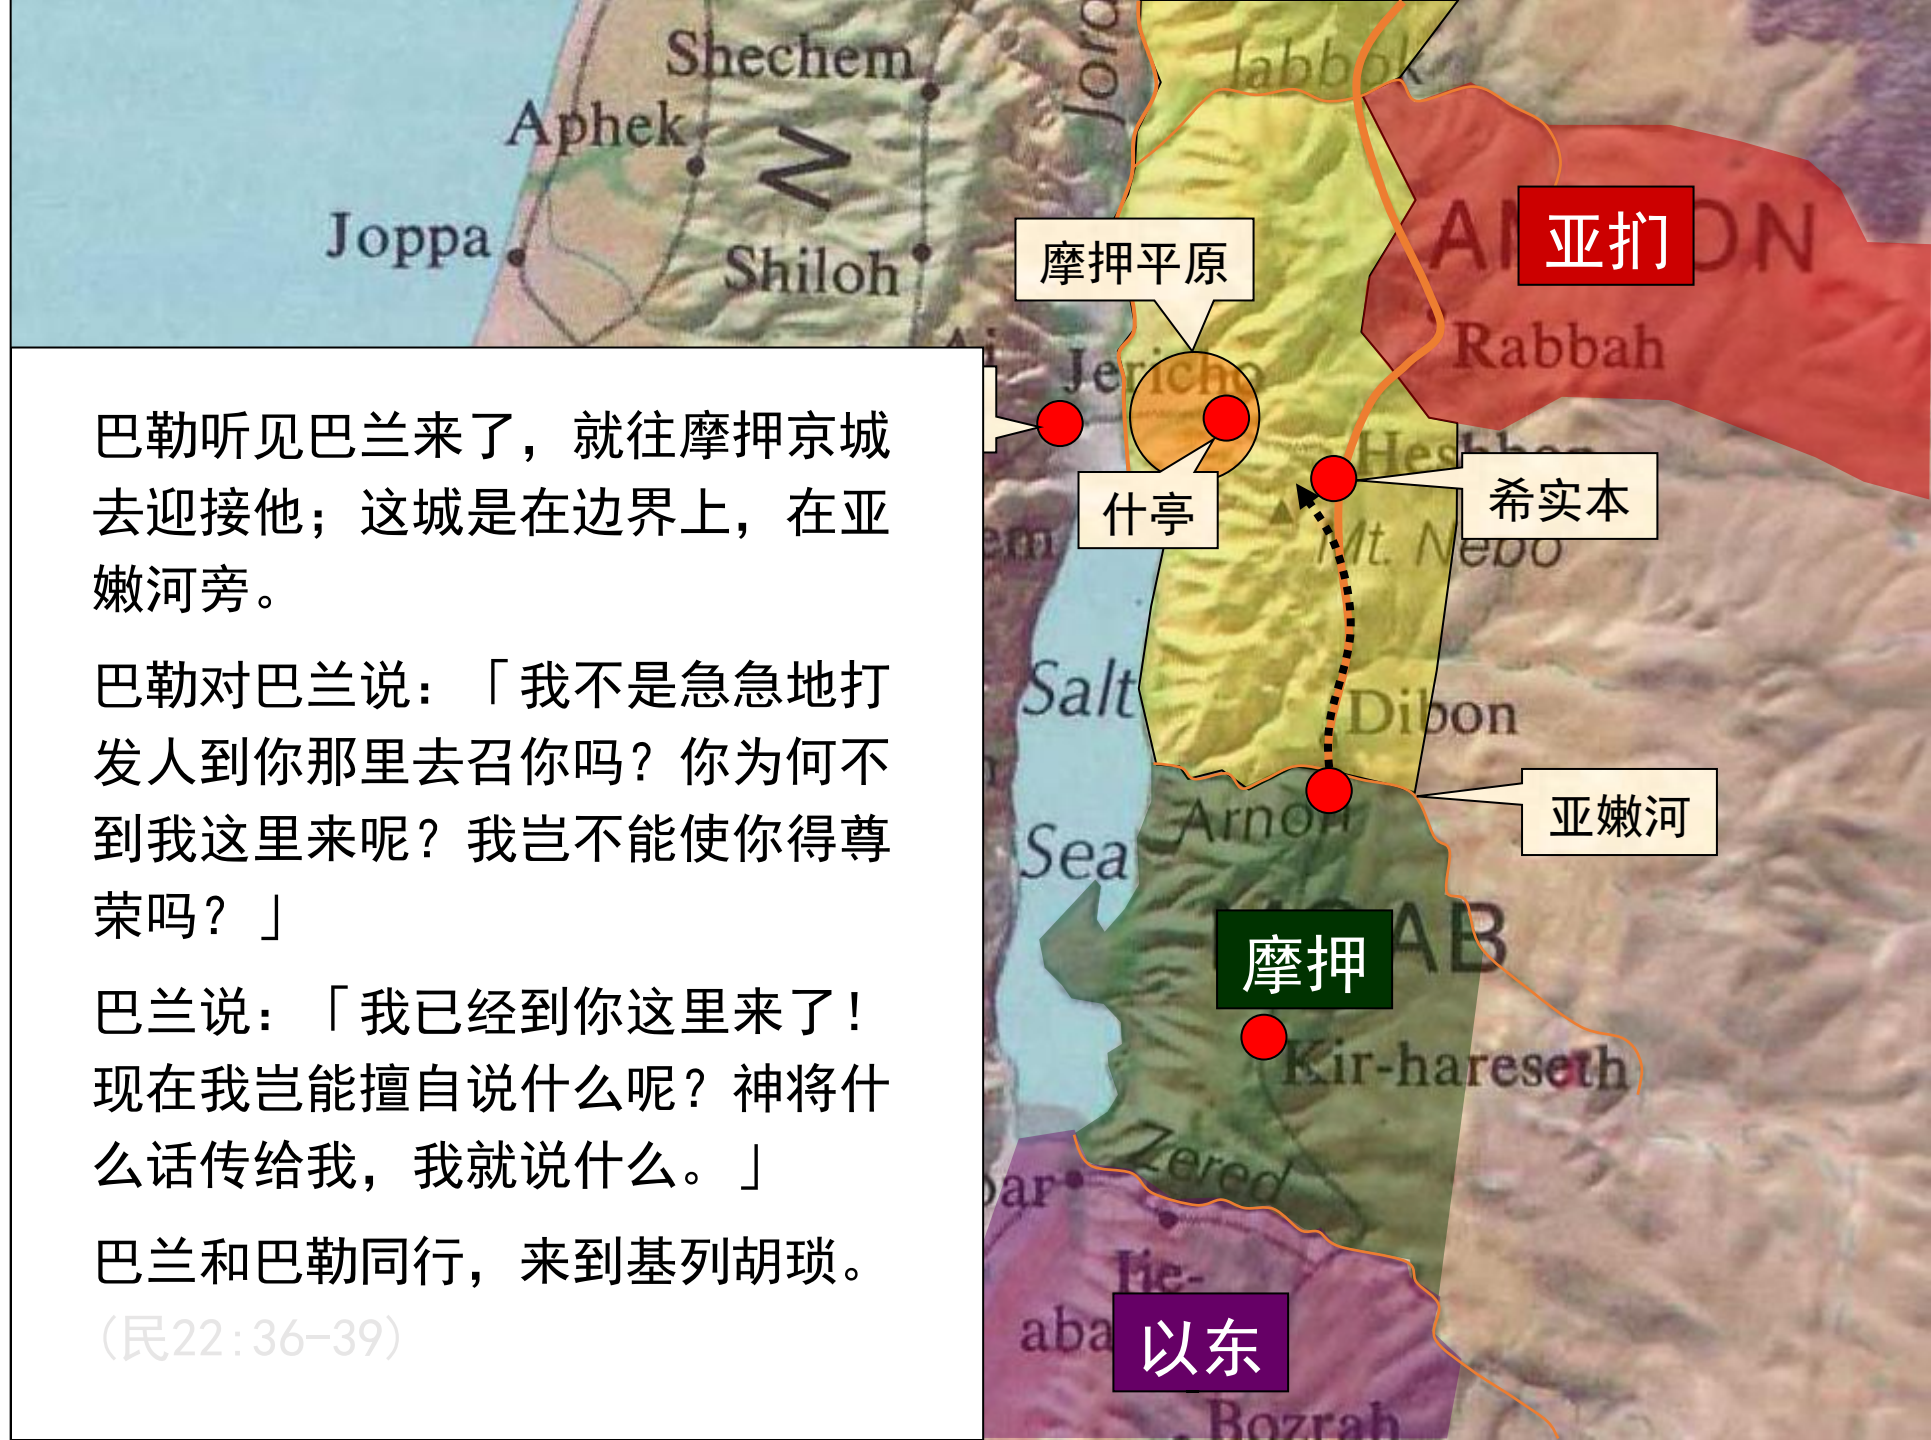 Shechem
Jord
Jabbok
Aphek
N
Joppa
Shiloh
摩押平原
亚扪
Rabbah
Jericho
希实本
什亭
Mt. Nebo
Salt
Dibon
亚嫩河
Arnon
Sea
摩押
AB
Kir-hareseth
Zered
以东
Bozrah
巴勒听见巴兰来了，就往摩押京城
去迎接他；这城是在边界上，在亚
嫩河旁。
巴勒对巴兰说：「我不是急急地打
发人到你那里去召你吗？你为何不
到我这里来呢？我岂不能使你得尊
荣吗？」
巴兰说：「我已经到你这里来了！
现在我岂能擅自说什么呢？神将什
么话传给我，我就说什么。」
巴兰和巴勒同行，来到基列胡琐。
(民22:36-39)